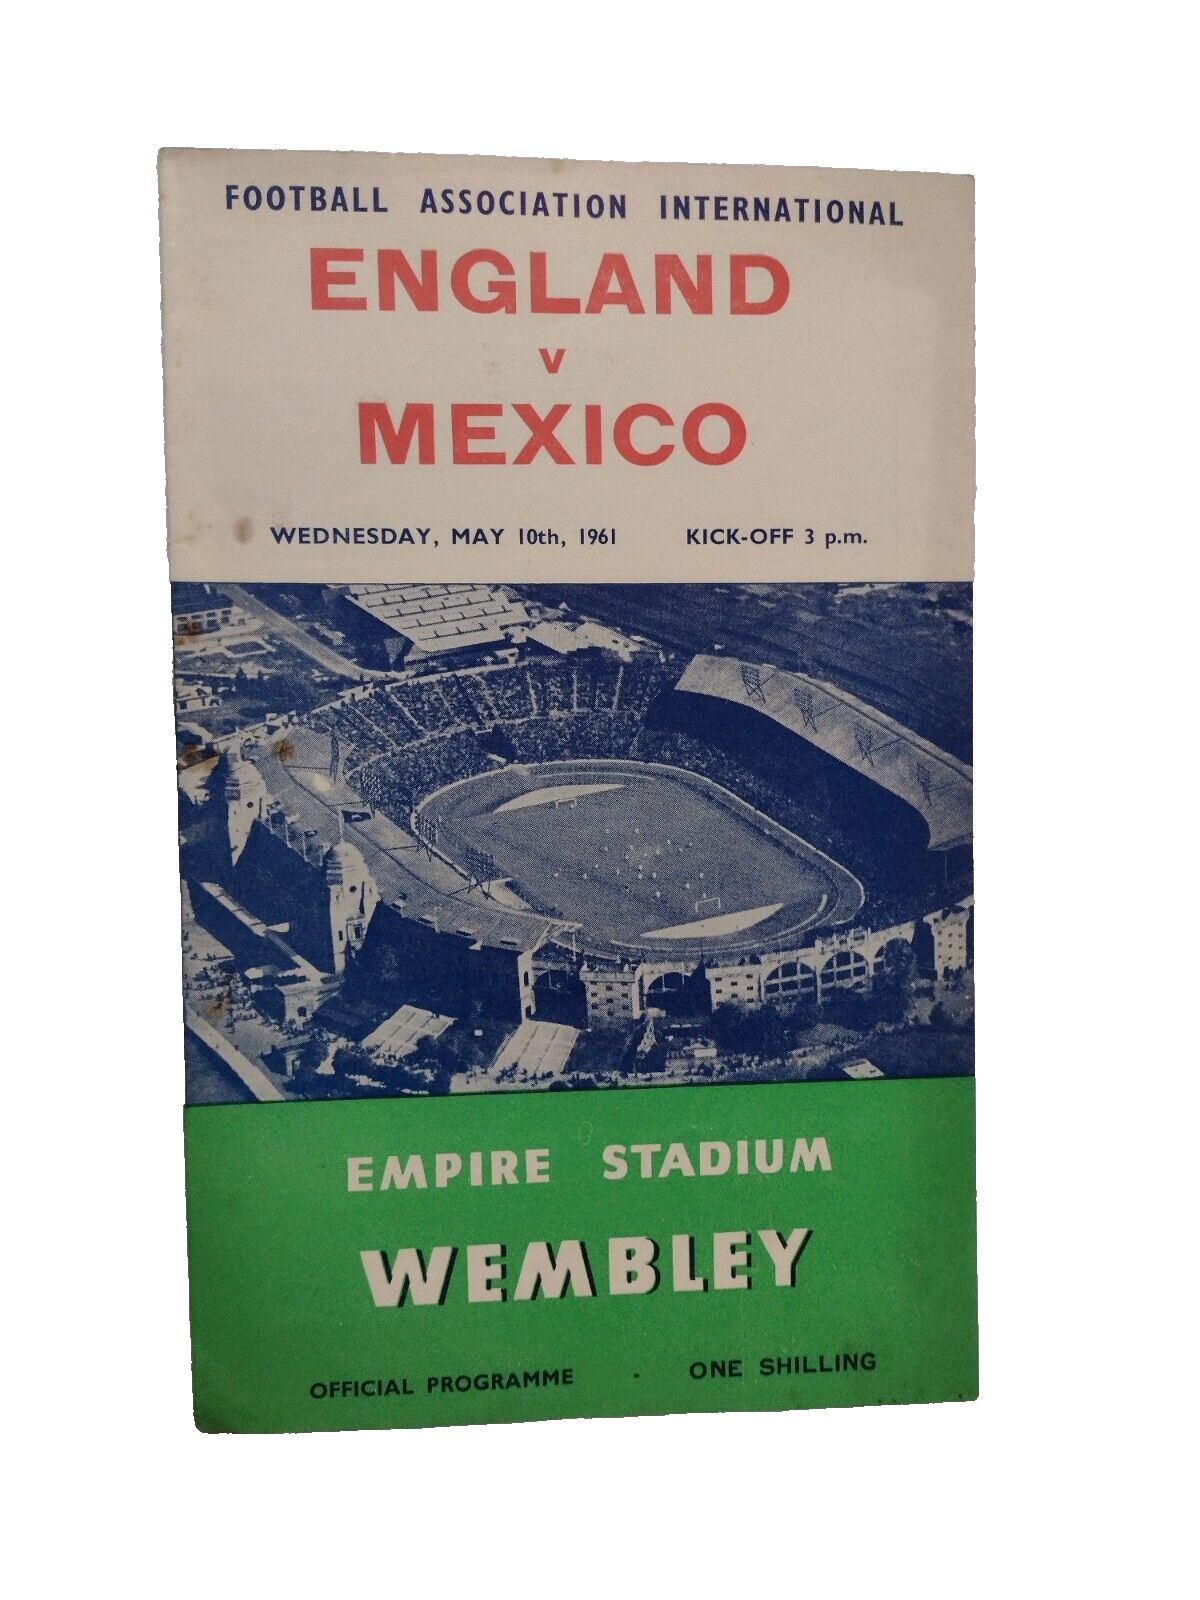 FOOTBALL ASSOCIATION INTERNATIONAL
ENGLAND
v
MEXICO
WEDNESDAY, MAY 10th, 1961 KICK-OFF 3 p.m.
EMPIRE STADIUM
WEMBLEY
OFFICIAL PROGRAMME - ONE SHILLING